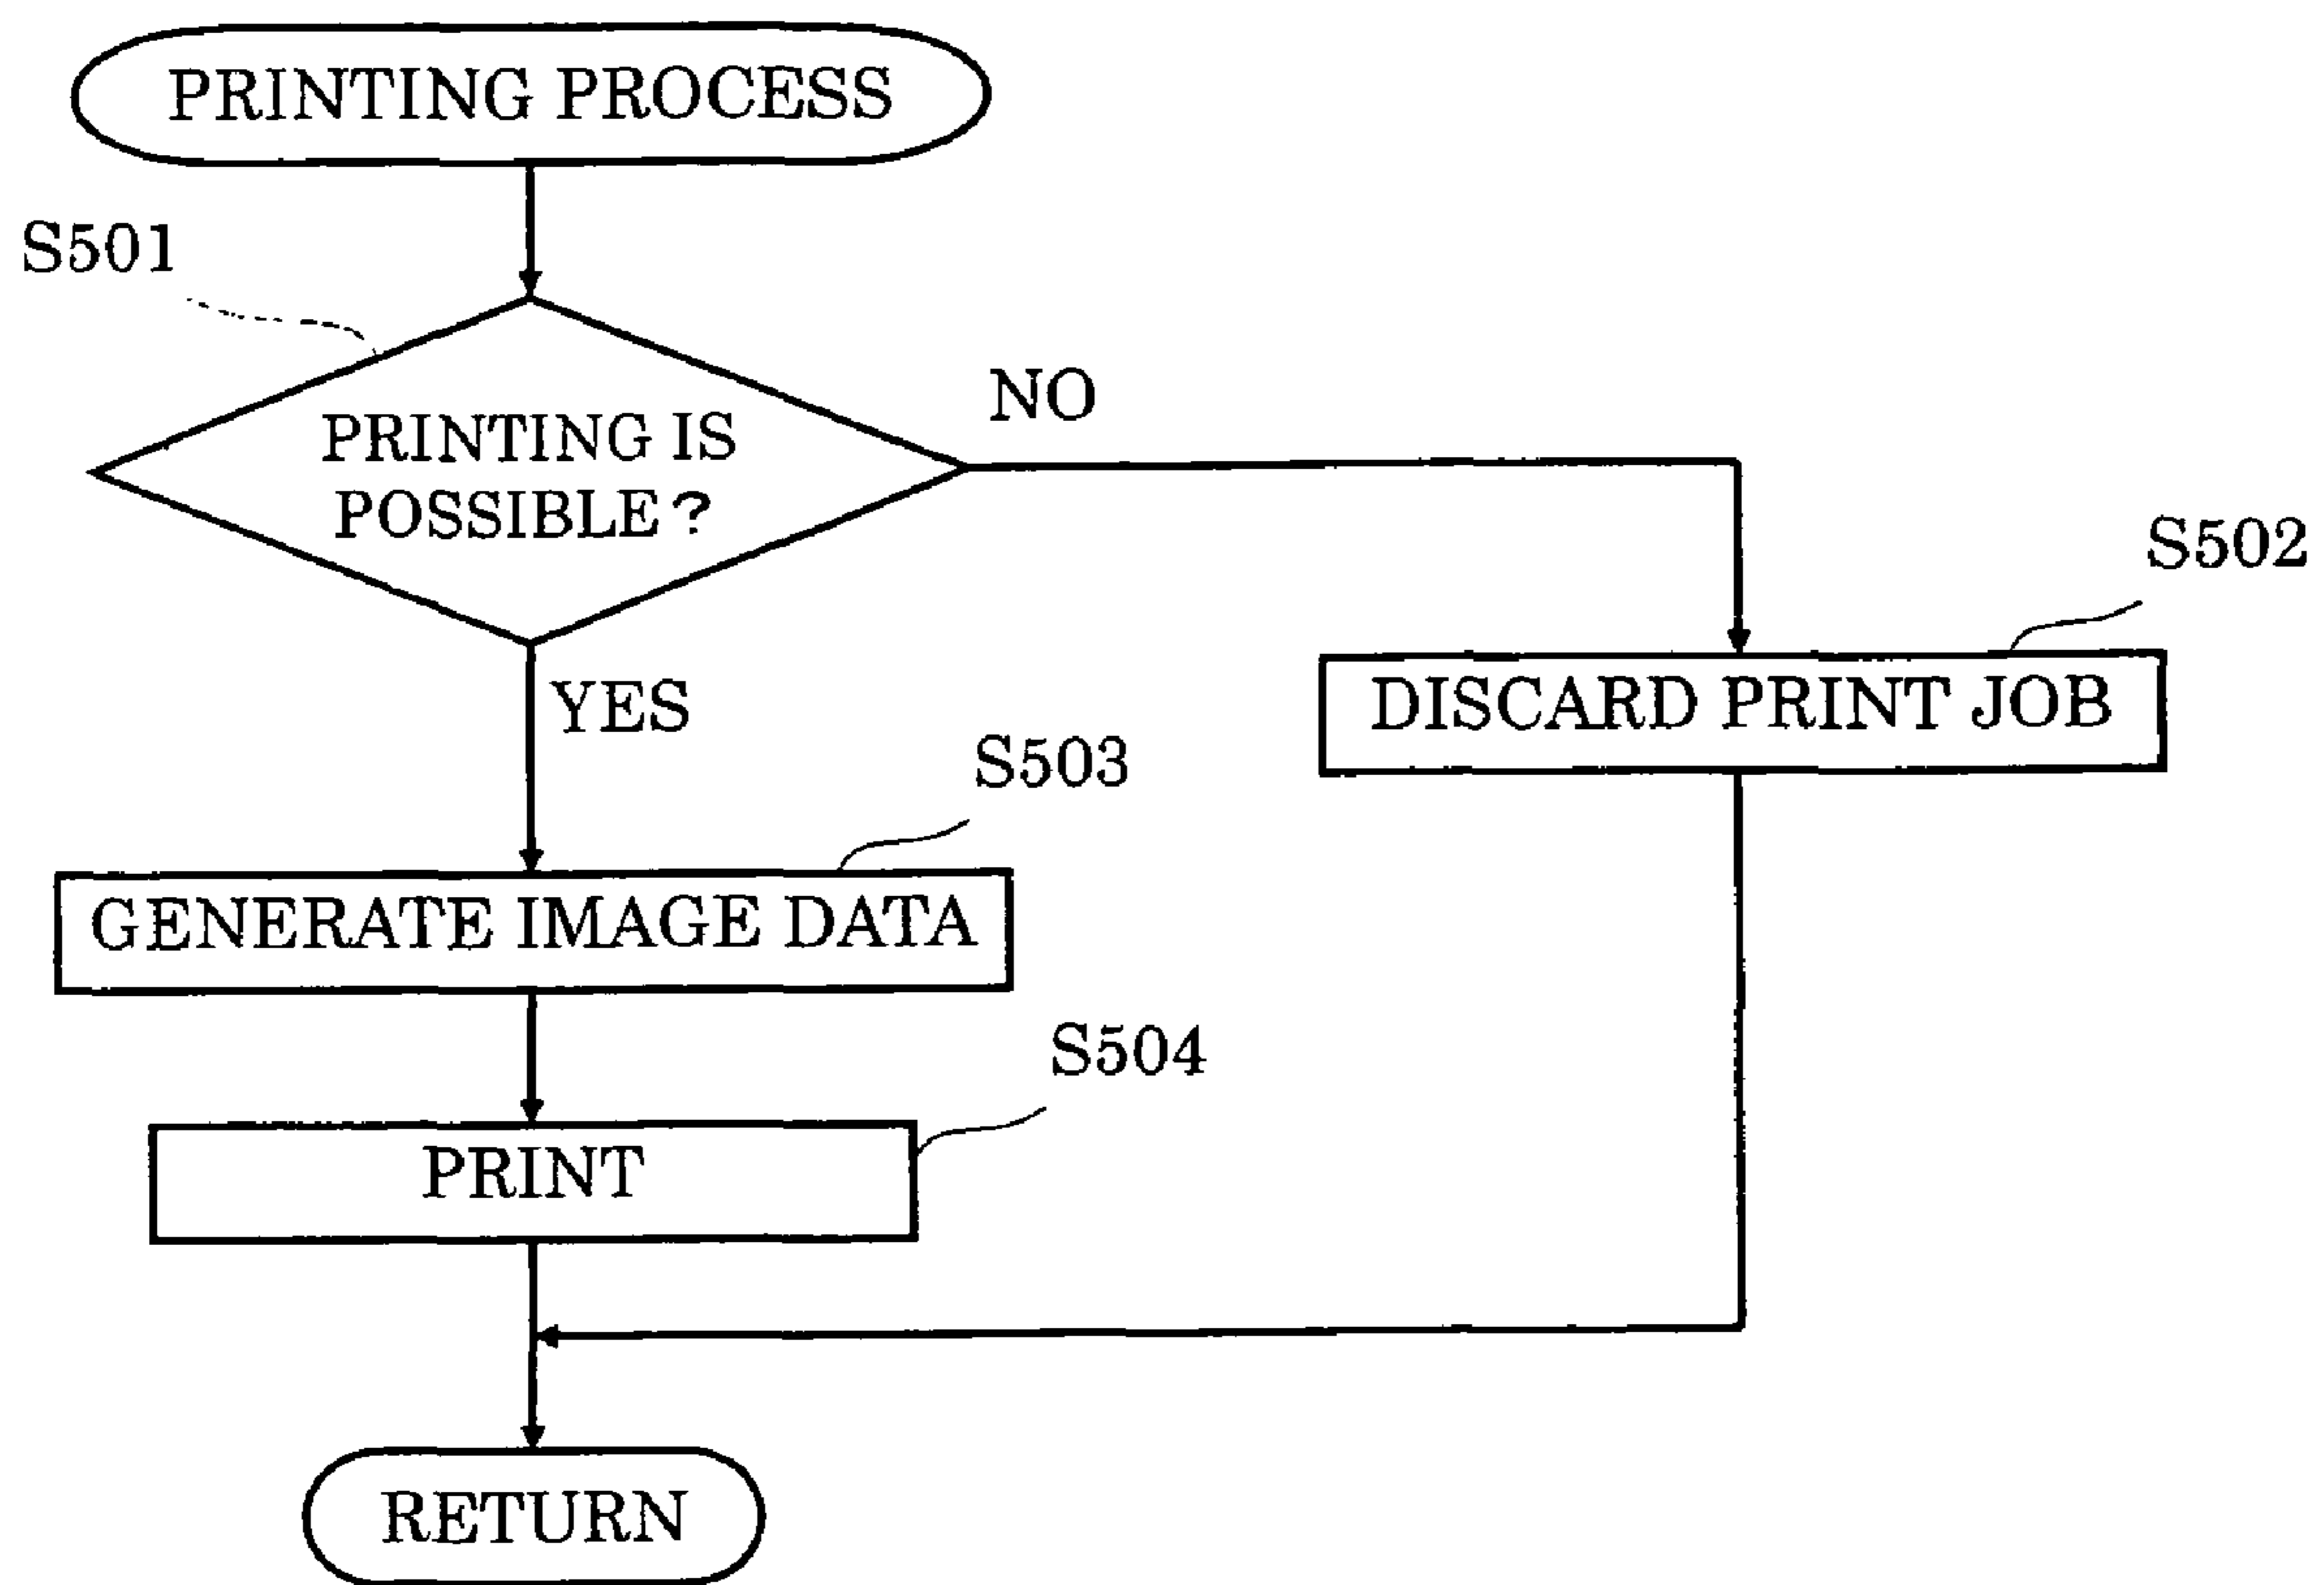 PRINTING PROCESS
S501
PRINTING IS
POSSIBLE ?
NO
YES
S502
DISCARD PRINT JOB
S503
GENERATE IMAGE DATA
S504
PRINT
RETURN